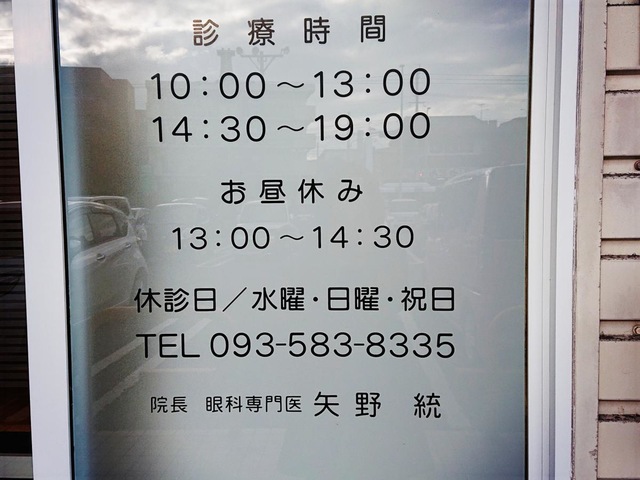 診療時間
10:00～13:00
14:30～19:00
お昼休み
13:00～14:30
休診日／水曜・日曜・祝日
TEL 093-583-8335
院長 眼科専門医 矢野 統